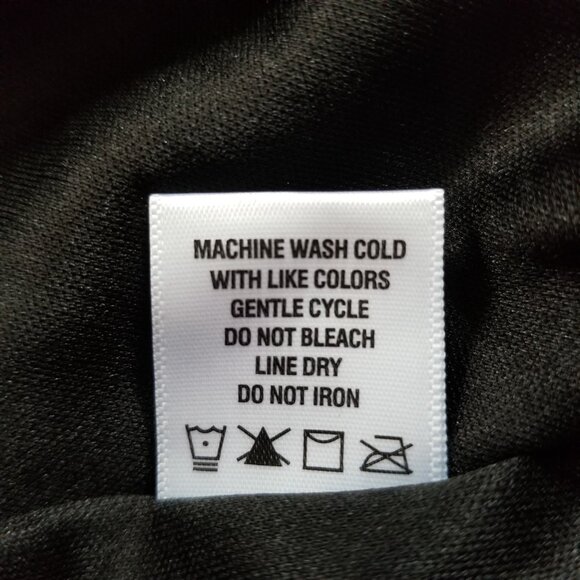 MACHINE WASH COLD
WITH LIKE COLORS
GENTLE CYCLE
DO NOT BLEACH
LINE DRY
DO NOT IRON